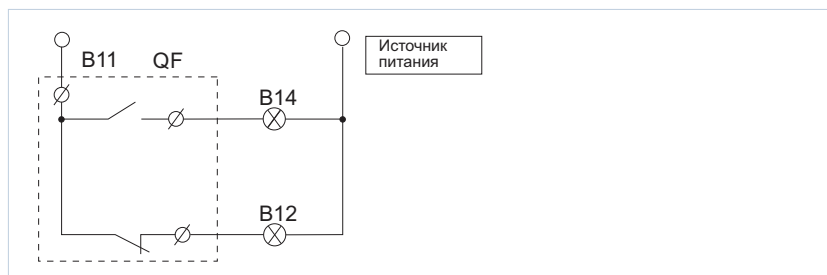 B11 QF
Источник
питания
B14
B12